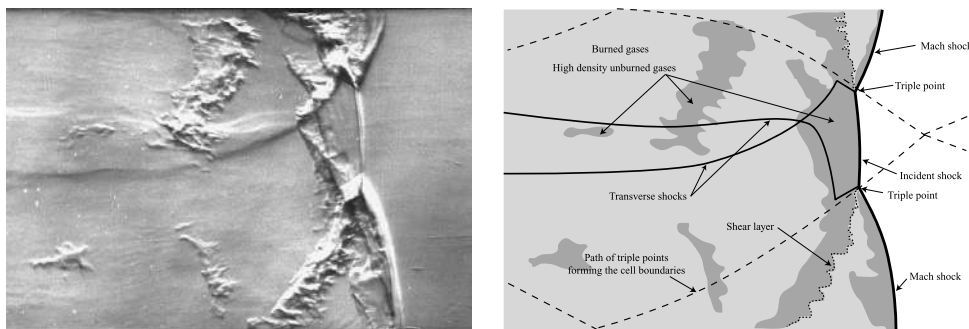 Burned gases
High density unburned gases
Mach shock
Triple point
Incident shock
Triple point
Transverse shocks
Shear layer
Path of triple points
forming the cell boundaries
Mach shock